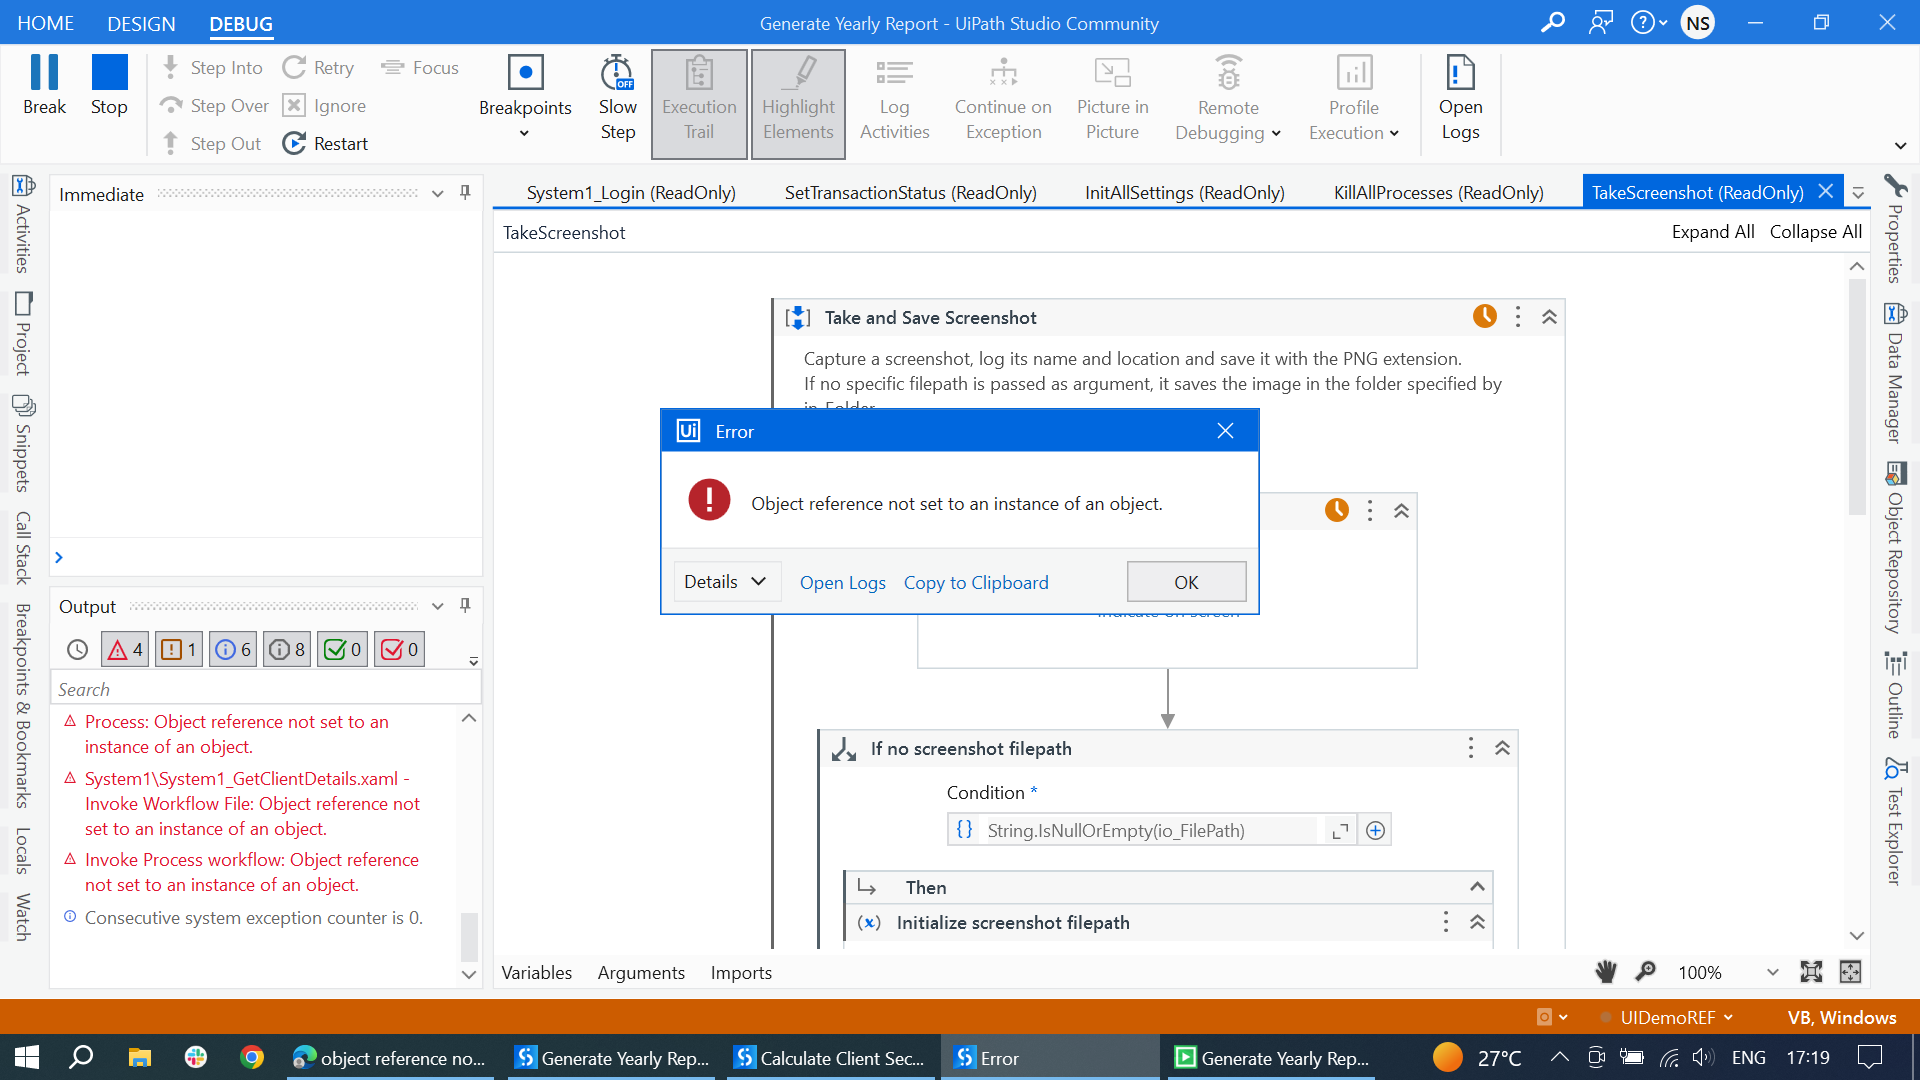 HOME DESIGN DEBUG
Generate Yearly Report - UiPath Studio Community
NS
Break Stop
Step Into Retry Focus
Step Over Ignore
Step Out Restart
Breakpoints
Slow
Step
OFF
Execution
Trail
Highlight
Elements
Log
Activities
Continue on
Exception
Picture in
Picture
Remote
Debugging
Profile
Execution
Open
Logs
Activities
Project
Snippets
Call Stack
Breakpoints & Bookmarks
Locals
Watch
Immediate
Output
4 1 6 8 0 0
Search
Process: Object reference not set to an
instance of an object.
System1\System1_GetClientDetails.xaml -
Invoke Workflow File: Object reference not
set to an instance of an object.
Invoke Process workflow: Object reference
not set to an instance of an object.
Consecutive system exception counter is 0.
System1_Login (ReadOnly) SetTransactionStatus (ReadOnly) InitAllSettings (ReadOnly) KillAllProcesses (ReadOnly) TakeScreenshot (ReadOnly)
TakeScreenshot
Expand All Collapse All
Take and Save Screenshot
Capture a screenshot, log its name and location and save it with the PNG extension.
If no specific filepath is passed as argument, it saves the image in the folder specified by
in_Folder
Ui Error
Object reference not set to an instance of an object.
Details Open Logs Copy to Clipboard OK
Indicate on screen
If no screenshot filepath
Condition *
String.IsNullOrEmpty(io_FilePath)
Then
(x) Initialize screenshot filepath
Variables Arguments Imports
100%
Properties
Data Manager
Object Repository
Outline
Test Explorer
UIDemoREF VB, Windows
object reference no...
Generate Yearly Rep...
Calculate Client Sec...
Error
Generate Yearly Rep...
27°C
ENG 17:19